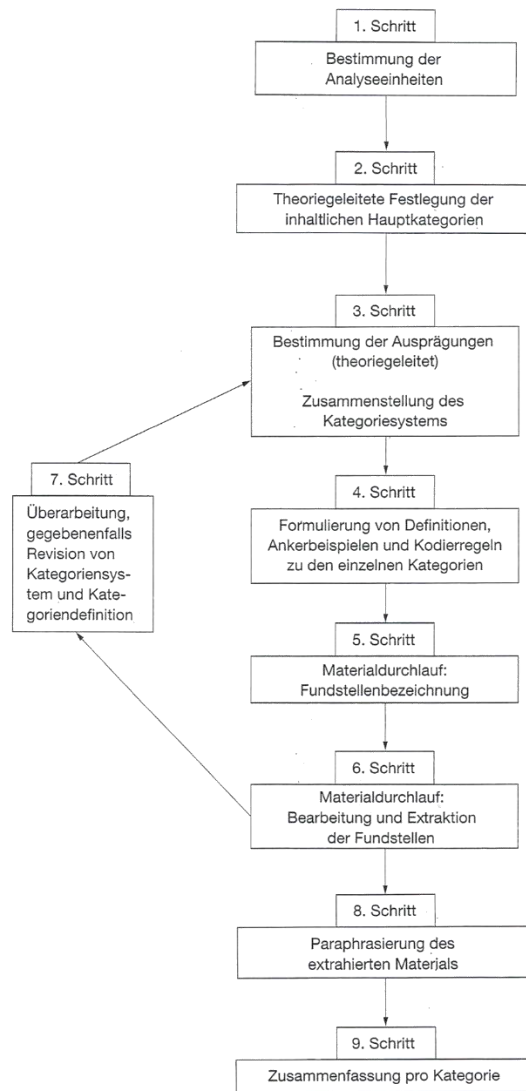 1. Schritt
Bestimmung der
Analyseeinheiten
2. Schritt
Theoriegeleitete Festlegung der
inhaltlichen Hauptkategorien
3. Schritt
Bestimmung der Ausprägungen
(theoriegeleitet)
Zusammenstellung des
Kategoriesystems
4. Schritt
Formulierung von Definitionen,
Ankerbeispielen und Kodierregeln
zu den einzelnen Kategorien
5. Schritt
Materialdurchlauf:
Fundstellenbezeichnung
6. Schritt
Materialdurchlauf:
Bearbeitung und Extraktion
der Fundstellen
7. Schritt
Überarbeitung,
gegebenenfalls
Revision von
Kategoriensys-
tem und Kate-
goriendefinition
8. Schritt
Paraphrasierung des
extrahierten Materials
9. Schritt
Zusammenfassung pro Kategorie